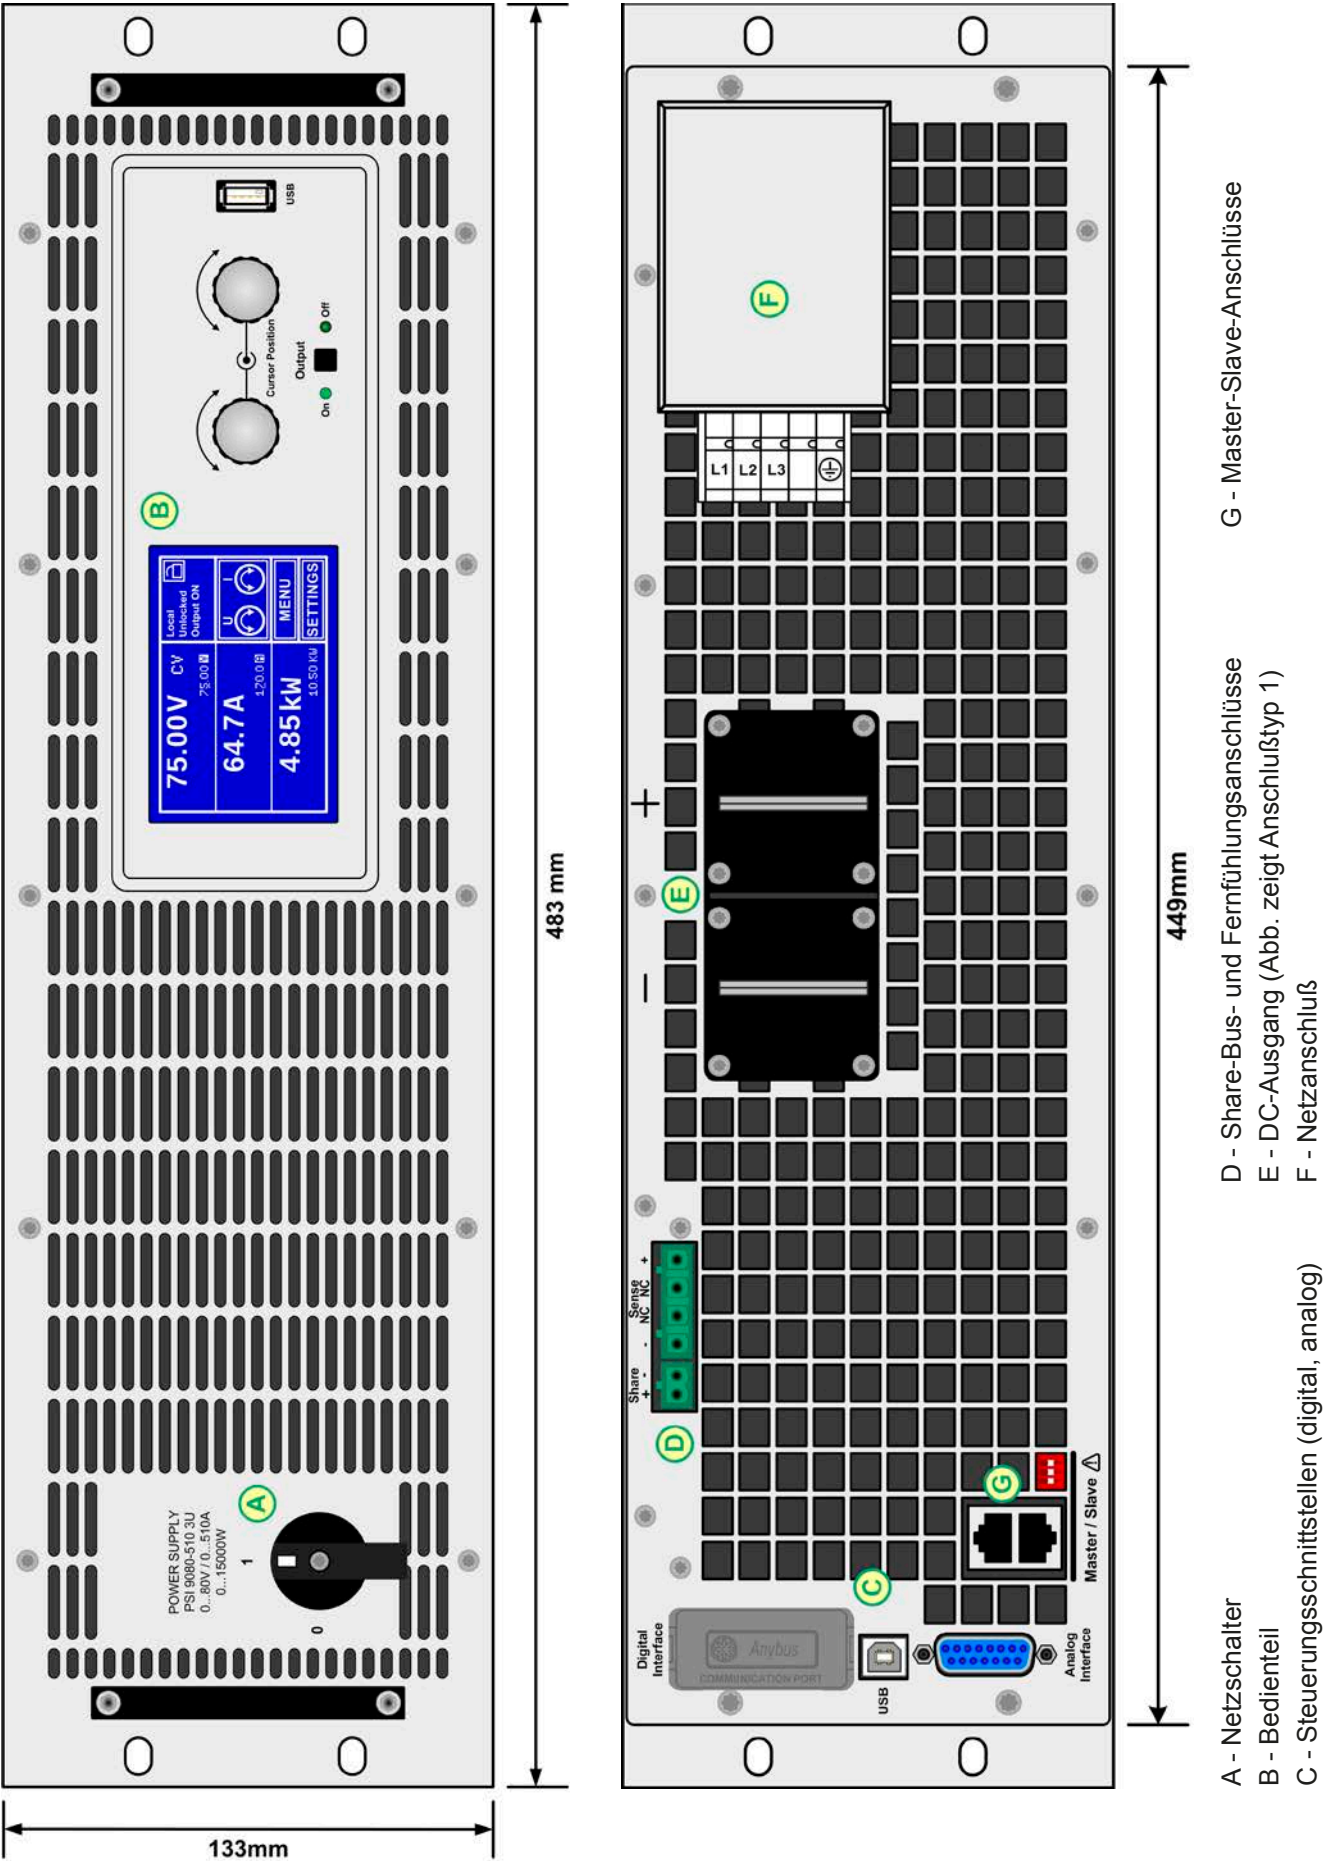 POWER SUPPLY
PSI 9080-510 3U
0...80V / 0...510A
0...15000W
0
1
A
75.00V CV
75.00V
64.7A
120.0A
4.85kW
10.50 KW
Local
Unlocked
Output ON
U I
MENU
SETTINGS
B
Cursor Position
Output
On
Off
USB
133mm
483 mm
Digital
Interface
Anybus
COMMUNICATION PORT
USB
Analog
Interface
C
Master / Slave
G
Share
+ -
Sense
- NC NC +
D
−
+
E
L1 L2 L3
F
449mm
A - Netzschalter
B - Bedienteil
C - Steuerungsschnittstellen (digital, analog)
D - Share-Bus- und Fernfühlungsanschlüsse
E - DC-Ausgang (Abb. zeigt Anschlußtyp 1)
F - Netzanschluß
G - Master-Slave-Anschlüsse